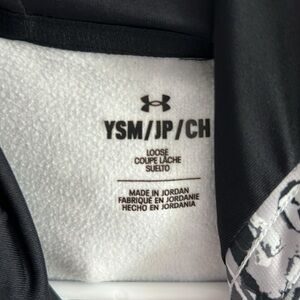 YSM/JP/CH
LOOSE
COUPE LÂCHE
SUELTO
MADE IN JORDAN
FABRIQUÉ EN JORDANIE
HECHO EN JORDANIA